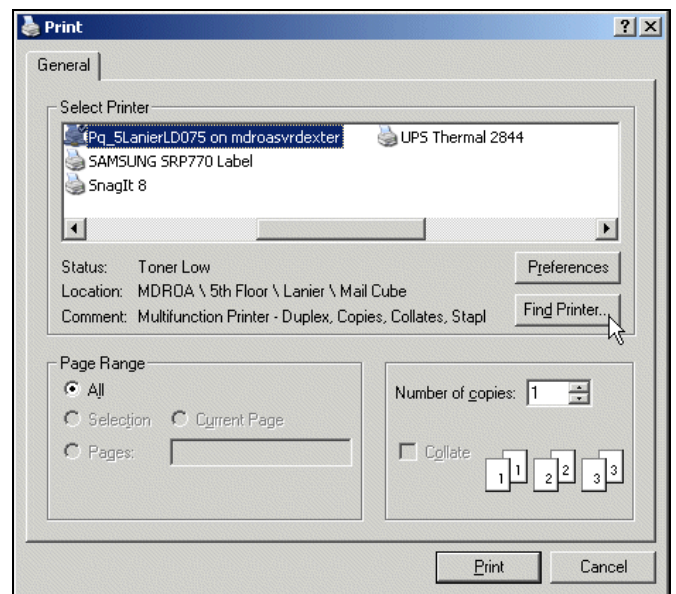 Print
General
Select Printer
Pq_5LanierLD075 on mdroasvrdexter
UPS Thermal 2844
SAMSUNG SRP770 Label
SnagIt 8
Status: Toner Low
Preferences
Location: MDROA \ 5th Floor \ Lanier \ Mail Cube
Comment: Multifunction Printer - Duplex, Copies, Collates, Stapl
Find Printer...
Page Range
All
Selection Current Page
Pages:
Number of copies: 1
Collate
1 1 2 2 3 3
Print Cancel